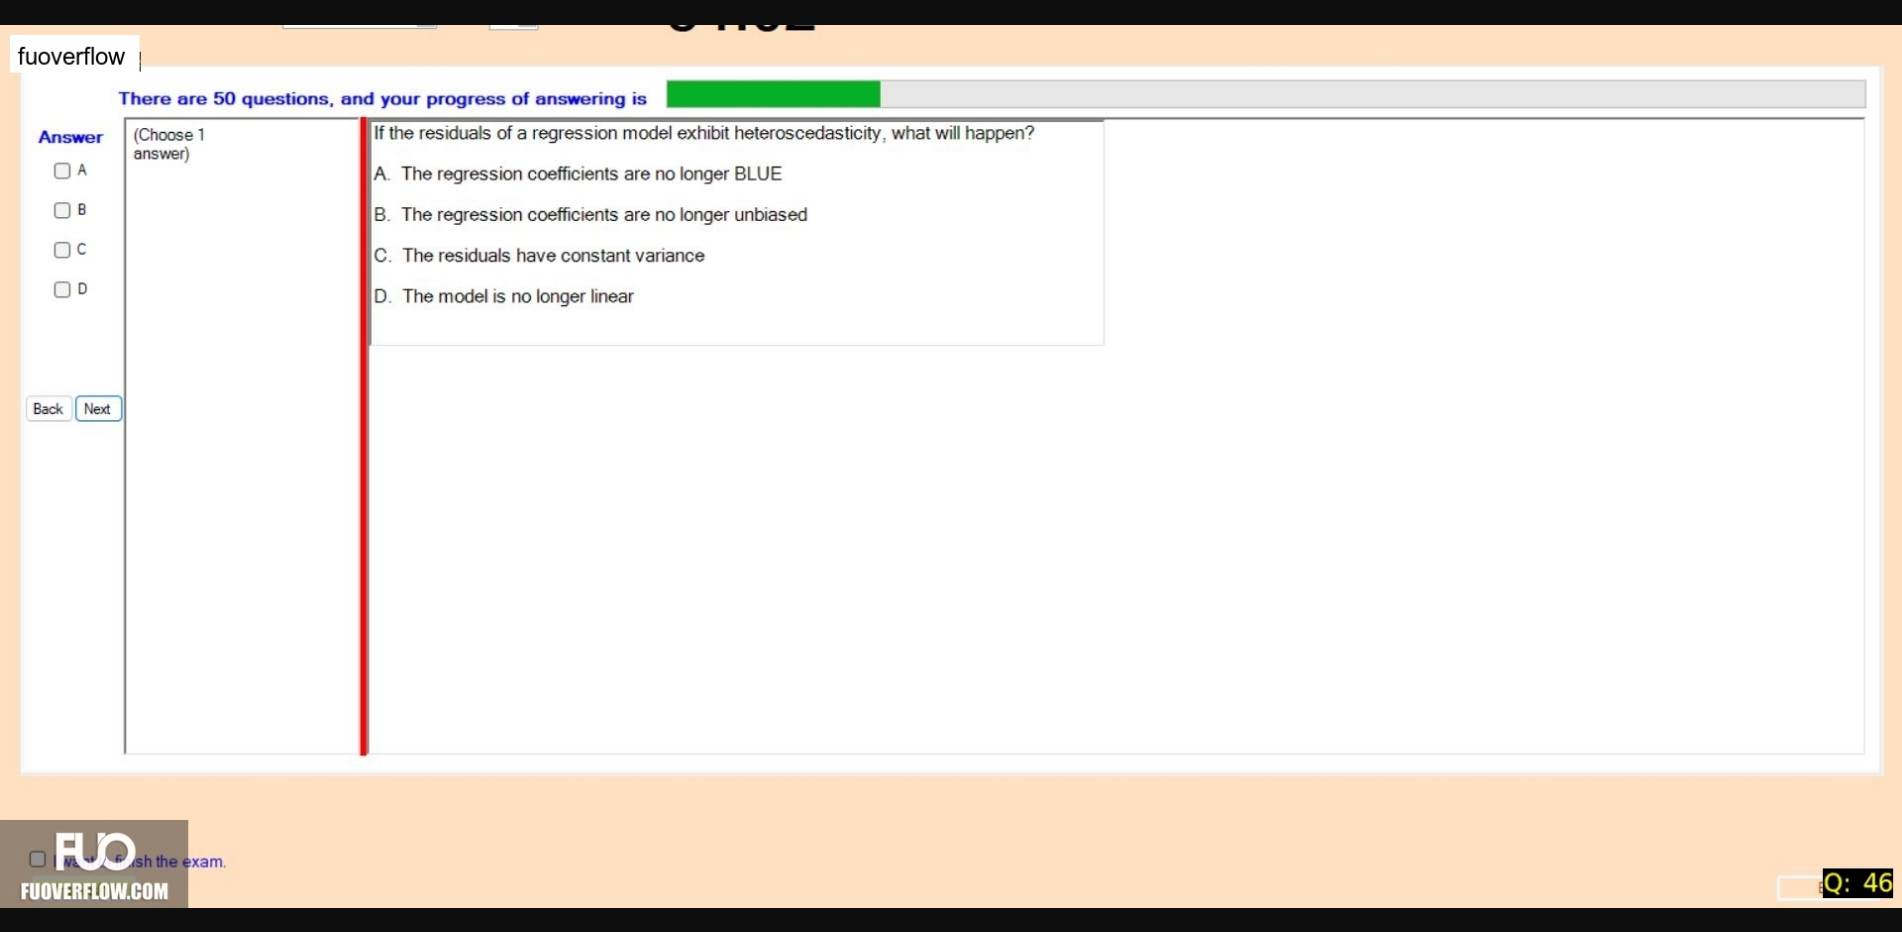 fuoverflow
There are 50 questions, and your progress of answering is
Answer
(Choose 1
answer)
A
B
C
D
If the residuals of a regression model exhibit heteroscedasticity, what will happen?
A. The regression coefficients are no longer BLUE
B. The regression coefficients are no longer unbiased
C. The residuals have constant variance
D. The model is no longer linear
Back
Next
FUO
the exam.
FUOVERFLOW.COM
Q: 46